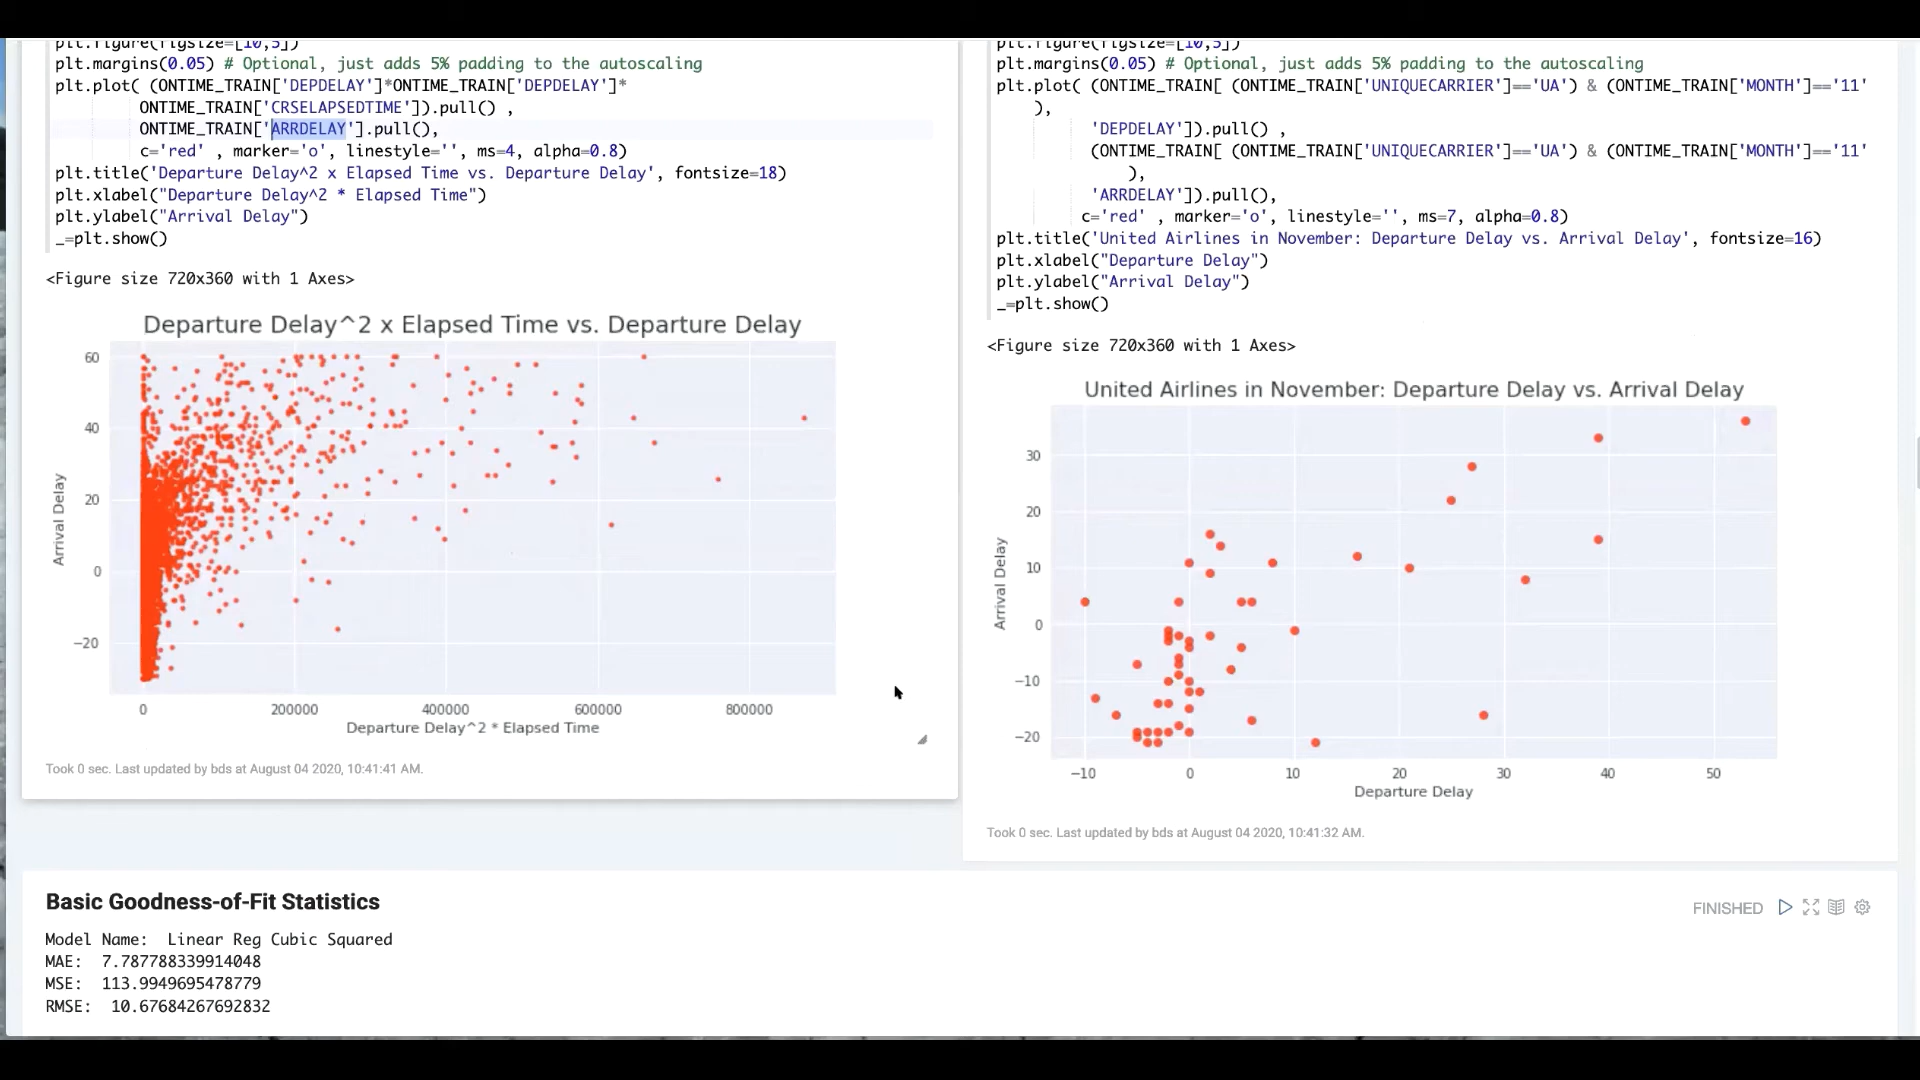 plt.figure(figsize=[10,5])
plt.margins(0.05) # Optional, just adds 5% padding to the autoscaling
plt.plot( (ONTIME_TRAIN['DEPDELAY']*ONTIME_TRAIN['DEPDELAY']*
ONTIME_TRAIN['CRSELAPSEDTIME']).pull() ,
ONTIME_TRAIN['ARRDELAY'].pull(),
c='red' , marker='o', linestyle='', ms=4, alpha=0.8)
plt.title('Departure Delay^2 x Elapsed Time vs. Departure Delay', fontsize=18)
plt.xlabel("Departure Delay^2 * Elapsed Time")
plt.ylabel("Arrival Delay")
_=plt.show()
<Figure size 720x360 with 1 Axes>
Departure Delay^2 x Elapsed Time vs. Departure Delay
60
40
20
0
−20
Arrival Delay
0 200000 400000 600000 800000
Departure Delay^2 * Elapsed Time
Took 0 sec. Last updated by bds at August 04 2020, 10:41:41 AM.
plt.figure(figsize=[10,5])
plt.margins(0.05) # Optional, just adds 5% padding to the autoscaling
plt.plot( (ONTIME_TRAIN[ (ONTIME_TRAIN['UNIQUECARRIER']=='UA') & (ONTIME_TRAIN['MONTH']=='11'
),
'DEPDELAY']).pull() ,
(ONTIME_TRAIN[ (ONTIME_TRAIN['UNIQUECARRIER']=='UA') & (ONTIME_TRAIN['MONTH']=='11'
),
'ARRDELAY']).pull(),
c='red' , marker='o', linestyle='', ms=7, alpha=0.8)
plt.title('United Airlines in November: Departure Delay vs. Arrival Delay', fontsize=16)
plt.xlabel("Departure Delay")
plt.ylabel("Arrival Delay")
_=plt.show()
<Figure size 720x360 with 1 Axes>
United Airlines in November: Departure Delay vs. Arrival Delay
30
20
10
0
−10
−20
Arrival Delay
−10 0 10 20 30 40 50
Departure Delay
Took 0 sec. Last updated by bds at August 04 2020, 10:41:32 AM.
Basic Goodness-of-Fit Statistics
FINISHED
Model Name: Linear Reg Cubic Squared
MAE: 7.787788339914048
MSE: 113.9949695478779
RMSE: 10.67684267692832